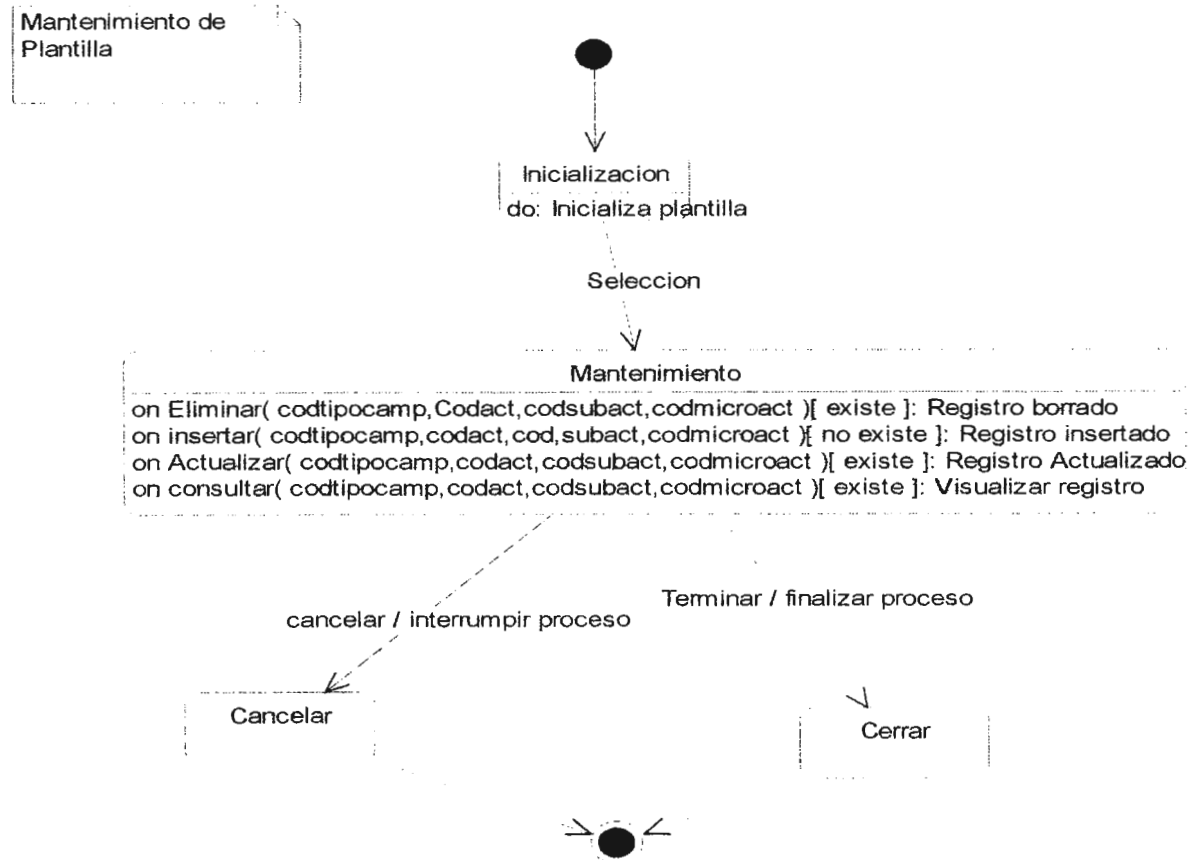 Mantenimiento de
Plantilla
Inicializacion
do: Inicializa plantilla
Seleccion
Mantenimiento
on Eliminar( codtipocamp,Codact,codsubact,codmicroact )[ existe ]: Registro borrado
on insertar( codtipocamp,codact,cod,subact,codmicroact )[ no existe ]: Registro insertado
on Actualizar( codtipocamp,codact,codsubact,codmicroact )[ existe ]: Registro Actualizado
on consultar( codtipocamp,codact,codsubact,codmicroact )[ existe ]: Visualizar registro
Terminar / finalizar proceso
cancelar / interrumpir proceso
Cancelar
Cerrar